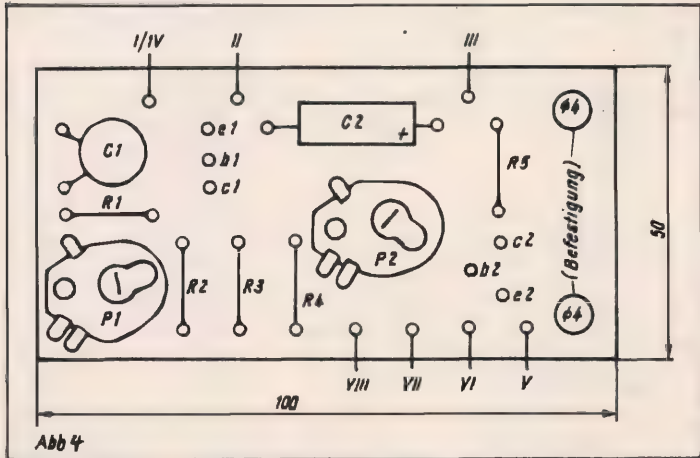 I/IV II III
C1
e1
b1
c1
C2
+
R5
φ4
(Befestigung)
φ4
50
R1
P1
R2
R3
R4
P2
c2
b2
e2
VIII VII VI V
100
Abb 4